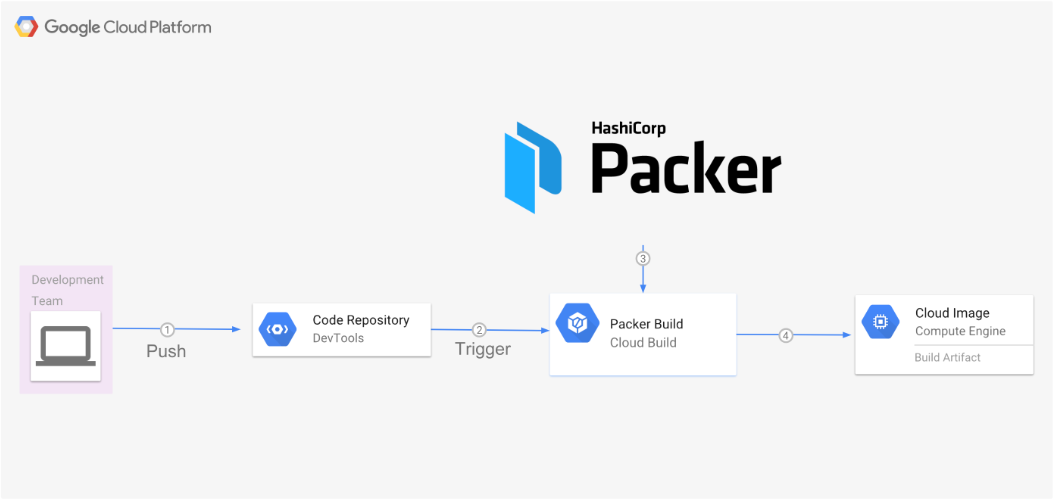 Google Cloud Platform
HashiCorp
Packer
3
Development
Team
1
Push
Code Repository
DevTools
2
Trigger
Packer Build
Cloud Build
4
Cloud Image
Compute Engine
Build Artifact